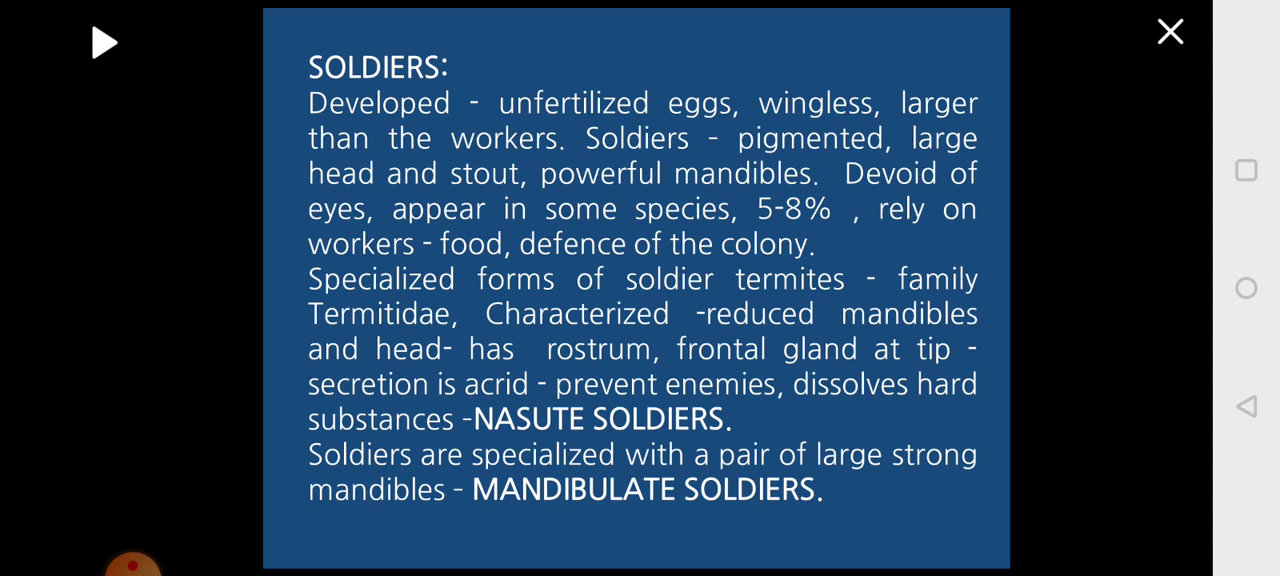 SOLDIERS:
Developed - unfertilized eggs, wingless, larger
than the workers. Soldiers - pigmented, large
head and stout, powerful mandibles. Devoid of
eyes, appear in some species, 5-8% , rely on
workers - food, defence of the colony.
Specialized forms of soldier termites - family
Termitidae, Characterized -reduced mandibles
and head- has rostrum, frontal gland at tip -
secretion is acrid - prevent enemies, dissolves hard
substances -NASUTE SOLDIERS.
Soldiers are specialized with a pair of large strong
mandibles - MANDIBULATE SOLDIERS.